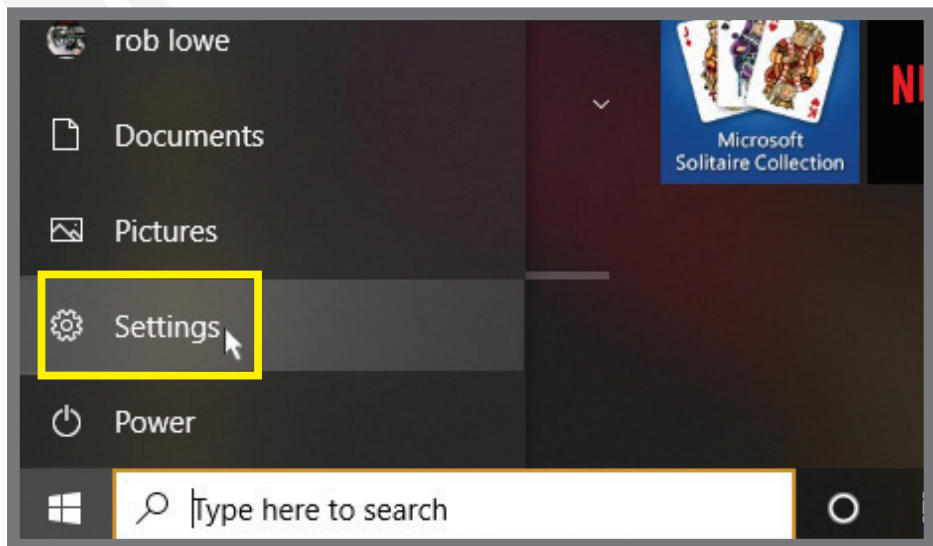 rob lowe
Documents
Pictures
Settings
Power
Type here to search
J
K
Microsoft
Solitaire Collection